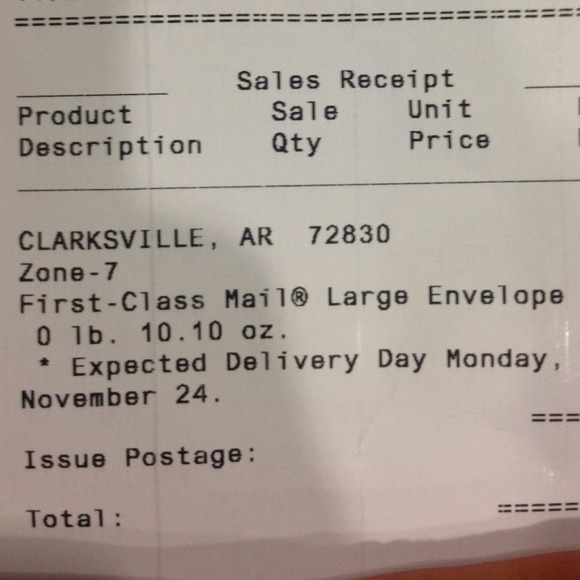 Sales Receipt
Product Sale Unit
Description Qty Price
CLARKSVILLE, AR 72830
Zone-7
First-Class Mail® Large Envelope
0 lb. 10.10 oz.
* Expected Delivery Day Monday,
November 24.
===
Issue Postage:
=====
Total: